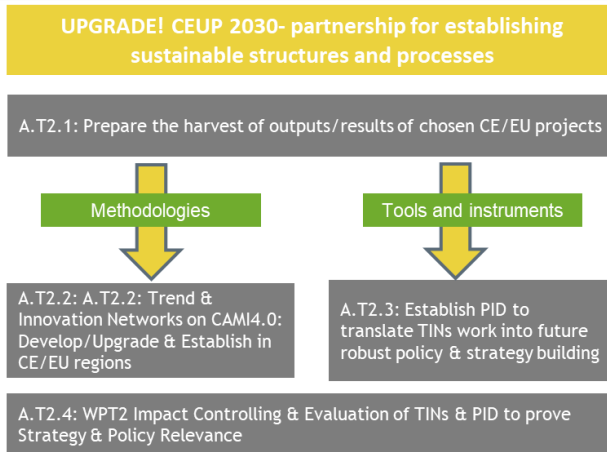 UPGRADE! CEUP 2030- partnership for establishing
sustainable structures and processes
A.T2.1: Prepare the harvest of outputs/results of chosen CE/EU projects
Methodologies
Tools and instruments
A.T2.2: A.T2.2: Trend &
Innovation Networks on CAMI4.0:
Develop/Upgrade & Establish in
CE/EU regions
A.T2.3: Establish PID to
translate TINs work into future
robust policy & strategy building
A.T2.4: WPT2 Impact Controlling & Evaluation of TINs & PID to prove
Strategy & Policy Relevance